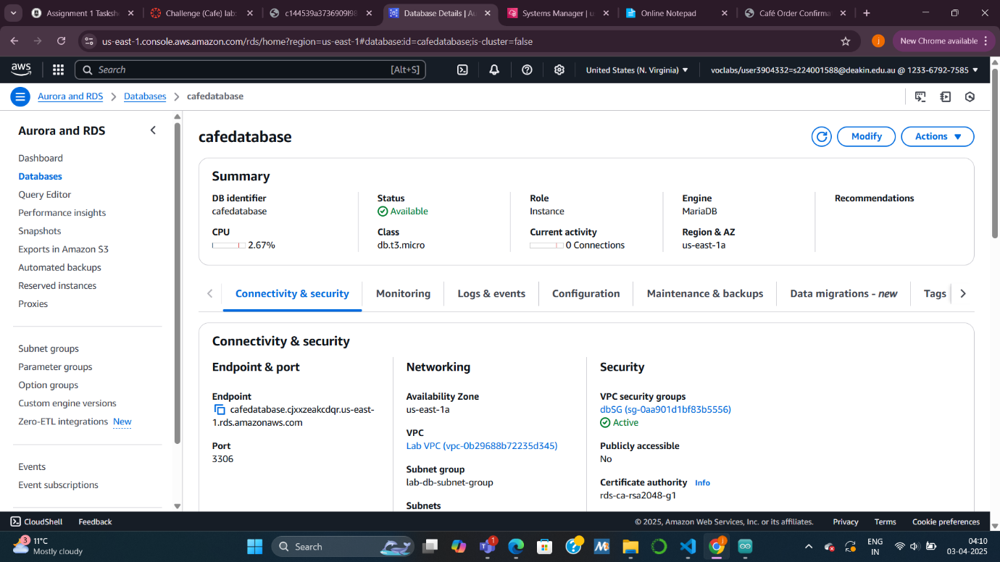 Assignment 1 Tasksh
Challenge (Cafe) lab:
c144539a3736909l98
Database Details | Au
Systems Manager | u
Online Notepad
Café Order Confirma
us-east-1.console.aws.amazon.com/rds/home?region=us-east-1#database:id=cafedatabase;is-cluster=false
j
New Chrome available
aws
Search
[Alt+S]
United States (N. Virginia)
voclabs/user3904332=s224001588@deakin.edu.au @ 1233-6792-7585
Aurora and RDS
Databases
cafedatabase
Aurora and RDS
Dashboard
Databases
Query Editor
Performance insights
Snapshots
Exports in Amazon S3
Automated backups
Reserved instances
Proxies
Subnet groups
Parameter groups
Option groups
Custom engine versions
Zero-ETL integrations New
Events
Event subscriptions
cafedatabase
Modify
Actions
Summary
DB identifier
cafedatabase
Status
Available
Role
Instance
Engine
MariaDB
Recommendations
CPU
2.67%
Class
db.t3.micro
Current activity
0 Connections
Region & AZ
us-east-1a
Connectivity & security
Monitoring
Logs & events
Configuration
Maintenance & backups
Data migrations - new
Tags
Connectivity & security
Endpoint & port
Endpoint
cafedatabase.cjxxzeakcdqr.us-east-
1.rds.amazonaws.com
Port
3306
Networking
Availability Zone
us-east-1a
VPC
Lab VPC (vpc-0b29688b72235d345)
Subnet group
lab-db-subnet-group
Subnets
Security
VPC security groups
dbSG (sg-0aa901d1bf83b5556)
Active
Publicly accessible
No
Certificate authority Info
rds-ca-rsa2048-g1
CloudShell
Feedback
© 2025, Amazon Web Services, Inc. or its affiliates.
Privacy
Terms
Cookie preferences
3
11°C
Mostly cloudy
Search
1
j
ENG
IN
04:10
03-04-2025